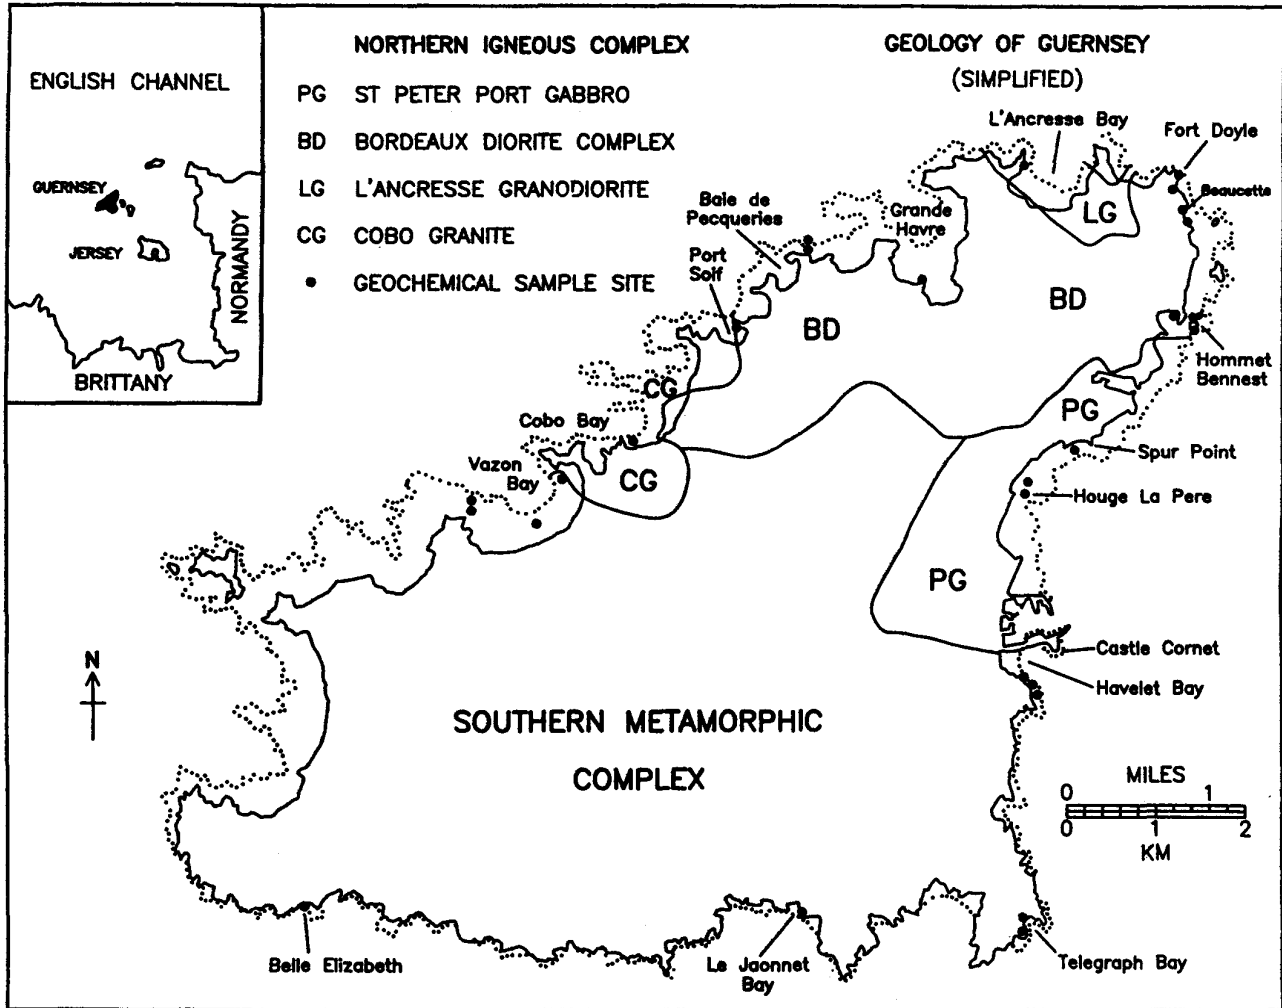 ENGLISH CHANNEL
GUERNSEY
JERSEY
NORMANDY
BRITTANY
NORTHERN IGNEOUS COMPLEX
PG ST PETER PORT GABBRO
BD BORDEAUX DIORITE COMPLEX
LG L'ANCRESSE GRANODIORITE
CG COBO GRANITE
• GEOCHEMICAL SAMPLE SITE
GEOLOGY OF GUERNSEY
(SIMPLIFIED)
L'Ancresse Bay
Fort Doyle
Beaucette
LG
Baie de
Pecqueries
Grande
Havre
Port
Soif
BD
BD
Hommet
Bennest
CG
PG
Cobo Bay
Spur Point
Vazon
Bay
CG
Houge La Pere
PG
Castle Cornet
Havelet Bay
N
SOUTHERN METAMORPHIC
COMPLEX
MILES
0 1
0 1 2
KM
Belle Elizabeth
Le Jaonnet
Bay
Telegraph Bay